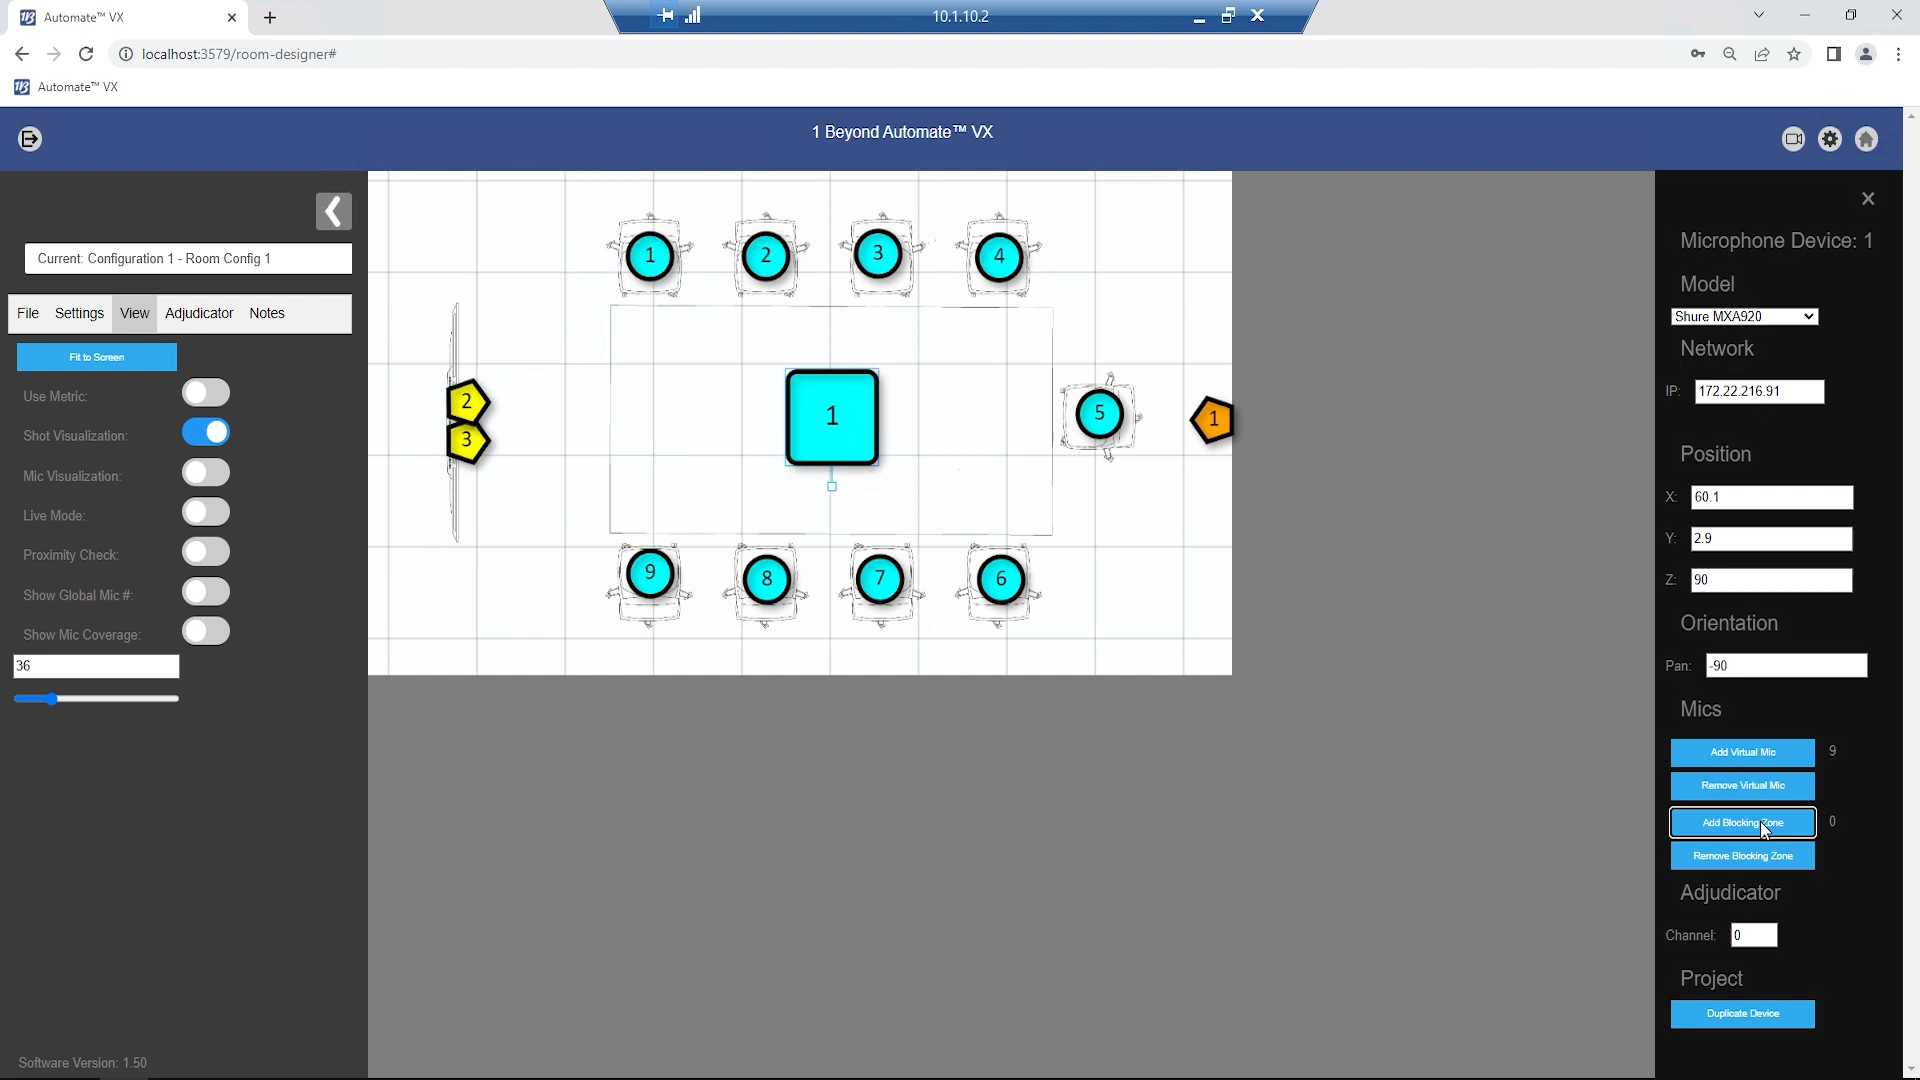 Automate™ VX
10.1.10.2
localhost:3579/room-designer#
Automate™ VX
1 Beyond Automate™ VX
Current: Configuration 1 - Room Config 1
File Settings View Adjudicator Notes
Fit to Screen
Use Metric:
Shot Visualization:
Mic Visualization:
Live Mode:
Proximity Check:
Show Global Mic #:
Show Mic Coverage:
36
Software Version: 1.50
1 2 3 4
2
3
1
5
1
9 8 7 6
Microphone Device: 1
Model
Shure MXA920
Network
IP: 172.22.216.91
Position
X: 60.1
Y: 2.9
Z: 90
Orientation
Pan: -90
Mics
Add Virtual Mic 9
Remove Virtual Mic
Add Blocking Zone 0
Remove Blocking Zone
Adjudicator
Channel: 0
Project
Duplicate Device